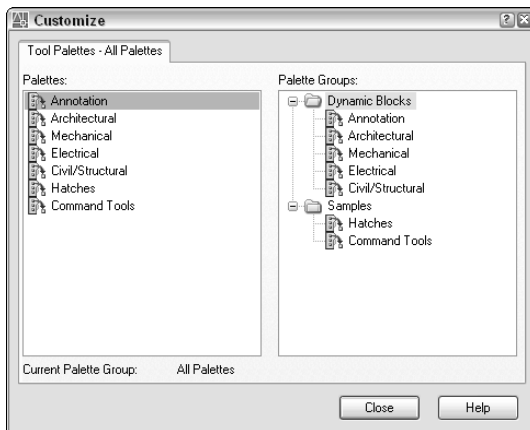 Customize
Tool Palettes - All Palettes
Palettes:
Annotation
Architectural
Mechanical
Electrical
Civil/Structural
Hatches
Command Tools
Palette Groups:
Dynamic Blocks
Annotation
Architectural
Mechanical
Electrical
Civil/Structural
Samples
Hatches
Command Tools
Current Palette Group: All Palettes
Close Help